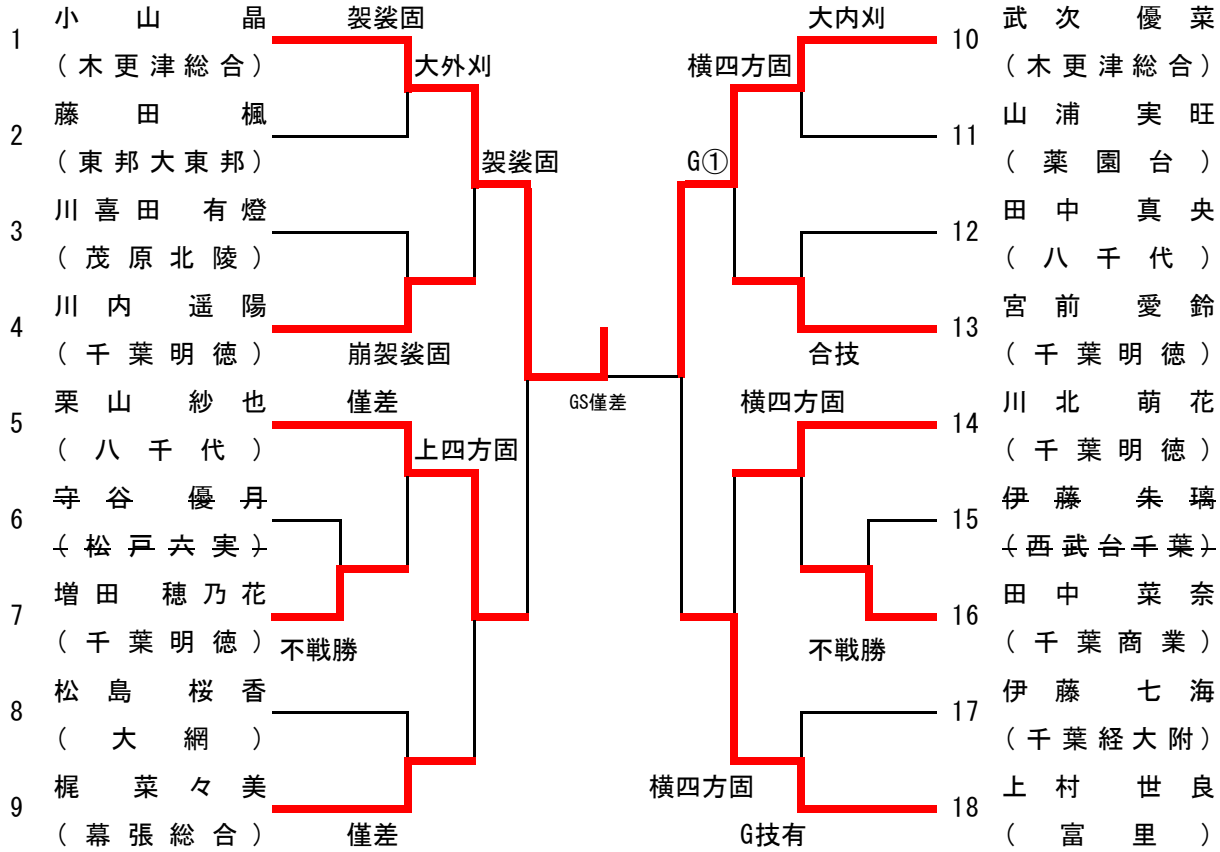 小山 晶 袈裟固
1
(木更津総合) 大外刈
藤田 楓
2
(東邦大東邦) 袈裟固
川喜田 有燈
3
(茂原北陵)
川内 遥陽
4
(千葉明徳) 崩袈裟固
栗山 紗也 僅差
5
(八千代) 上四方固
守谷 優月
6
(松戸六実)
増田 穂乃花
7
(千葉明徳) 不戦勝
松島 桜香
8
(大網)
梶 菜々美
9
(幕張総合) 僅差
GS僅差
大内刈 武次 優菜
10
横四方固 (木更津総合)
山浦 実旺
11
G① (薬園台)
田中 真央
12
(八千代)
宮前 愛鈴
13
合技 (千葉明徳)
横四方固 川北 萌花
14
(千葉明徳)
伊藤 朱璃
15
(西武台千葉)
田中 菜奈
16
不戦勝 (千葉商業)
伊藤 七海
17
(千葉経大附)
横四方固 上村 世良
18
G技有 (富里)